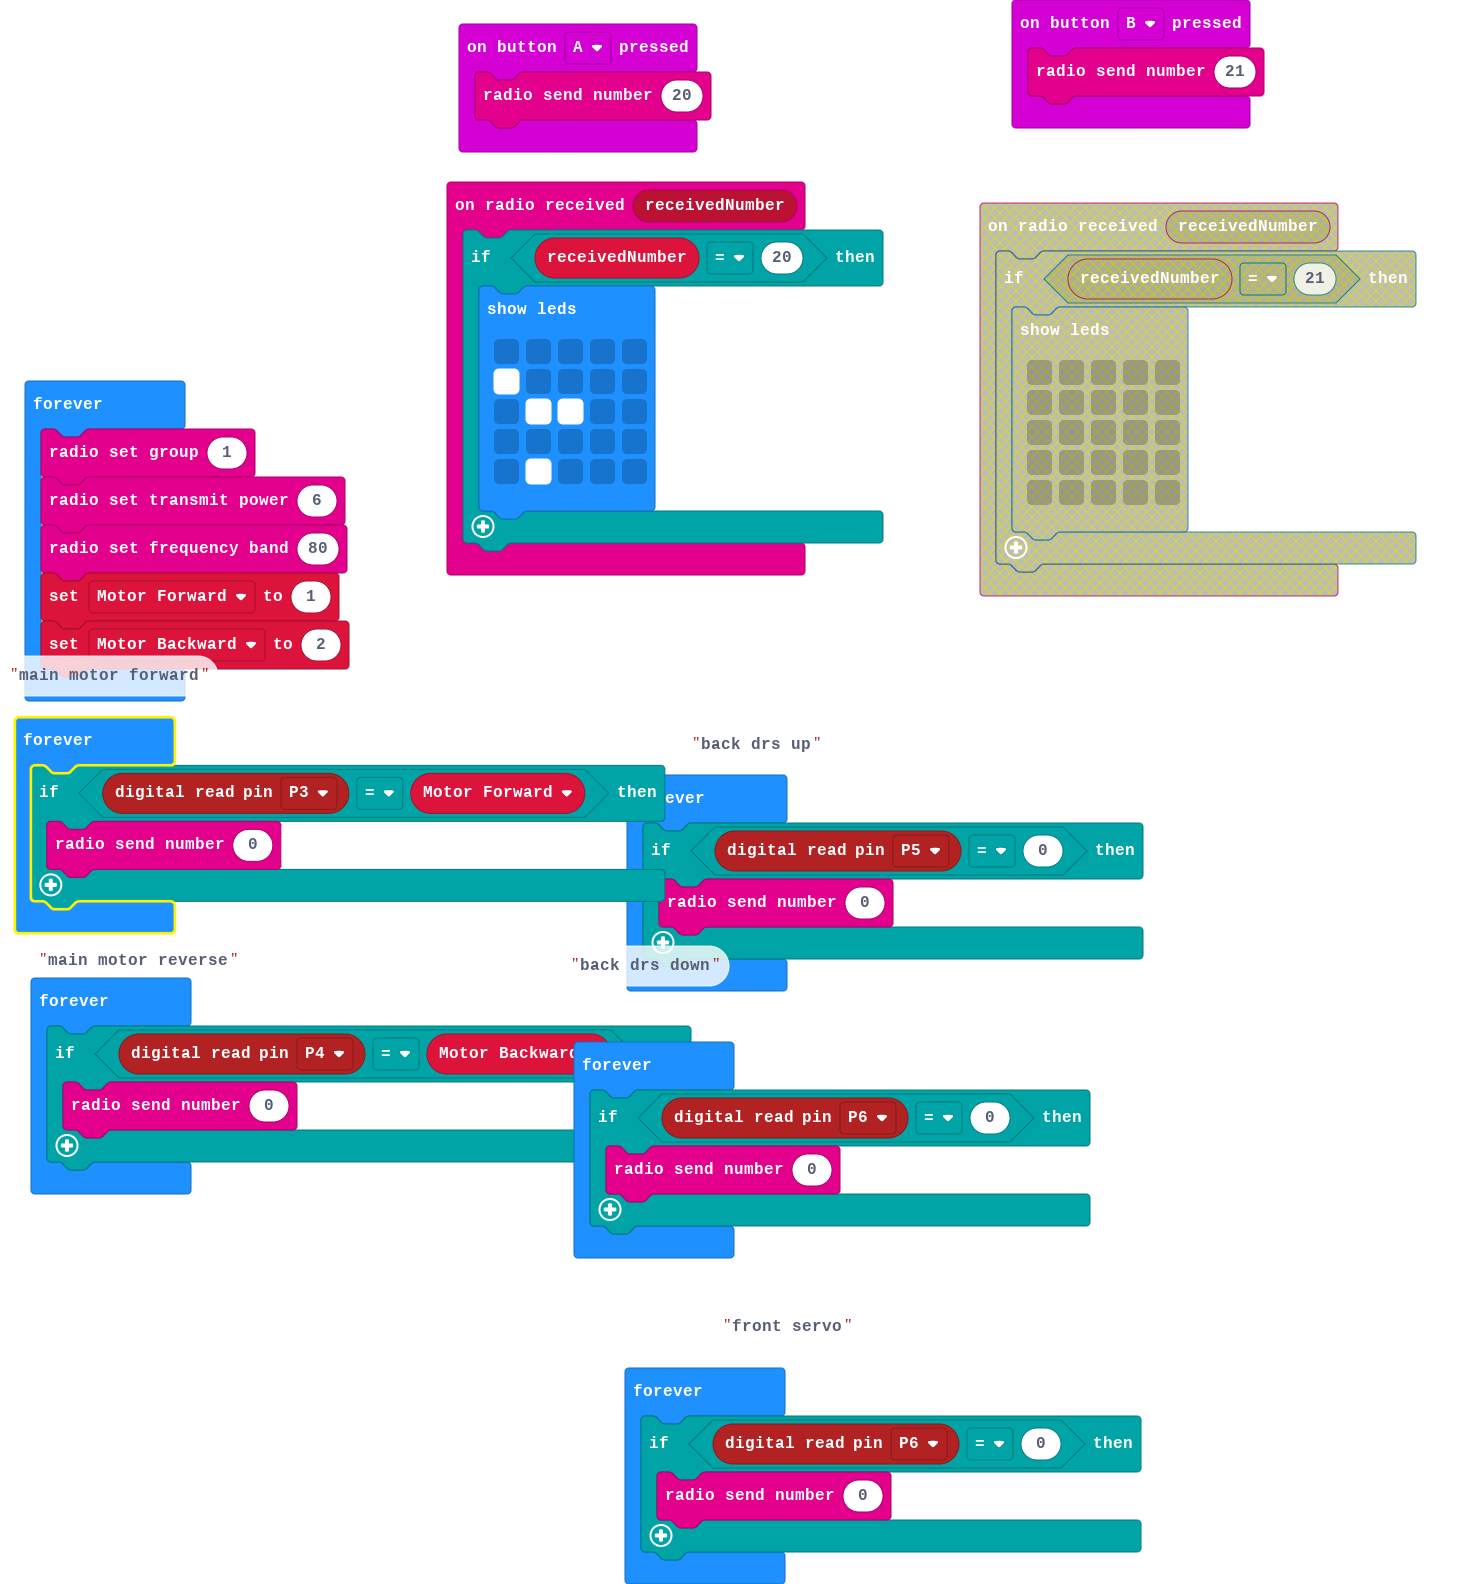 on button A pressed
radio send number 20
on button B pressed
radio send number 21
on radio received receivedNumber
if receivedNumber = 20 then
show leds
on radio received receivedNumber
if receivedNumber = 21 then
show leds
forever
radio set group 1
radio set transmit power 6
radio set frequency band 80
set Motor Forward to 1
set Motor Backward to 2
"main motor forward"
forever
if digital read pin P3 = Motor Forward then
radio send number 0
"back drs up"
ever
if digital read pin P5 = 0 then
radio send number 0
"main motor reverse"
forever
if digital read pin P4 = Motor Backward
radio send number 0
"back drs down"
forever
if digital read pin P6 = 0 then
radio send number 0
"front servo"
forever
if digital read pin P6 = 0 then
radio send number 0